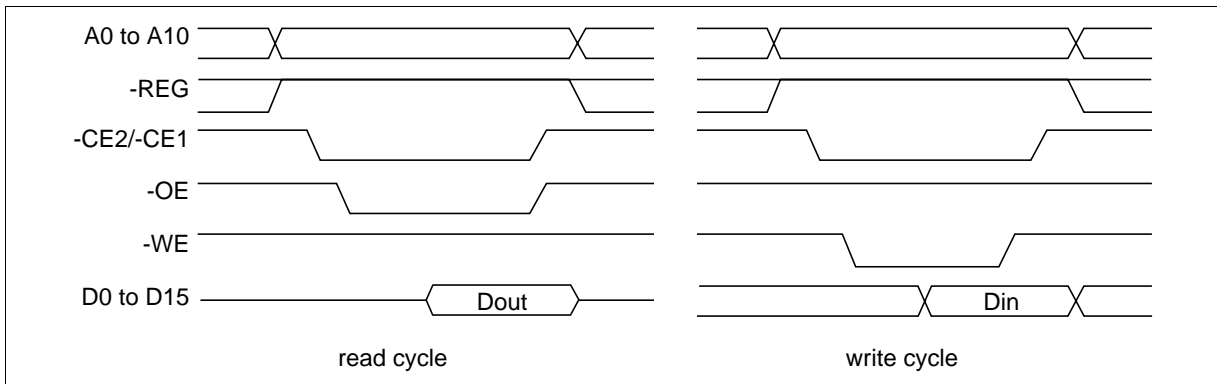 A0 to A10
-REG
-CE2/-CE1
-OE
-WE
D0 to D15
Dout
Din
read cycle
write cycle